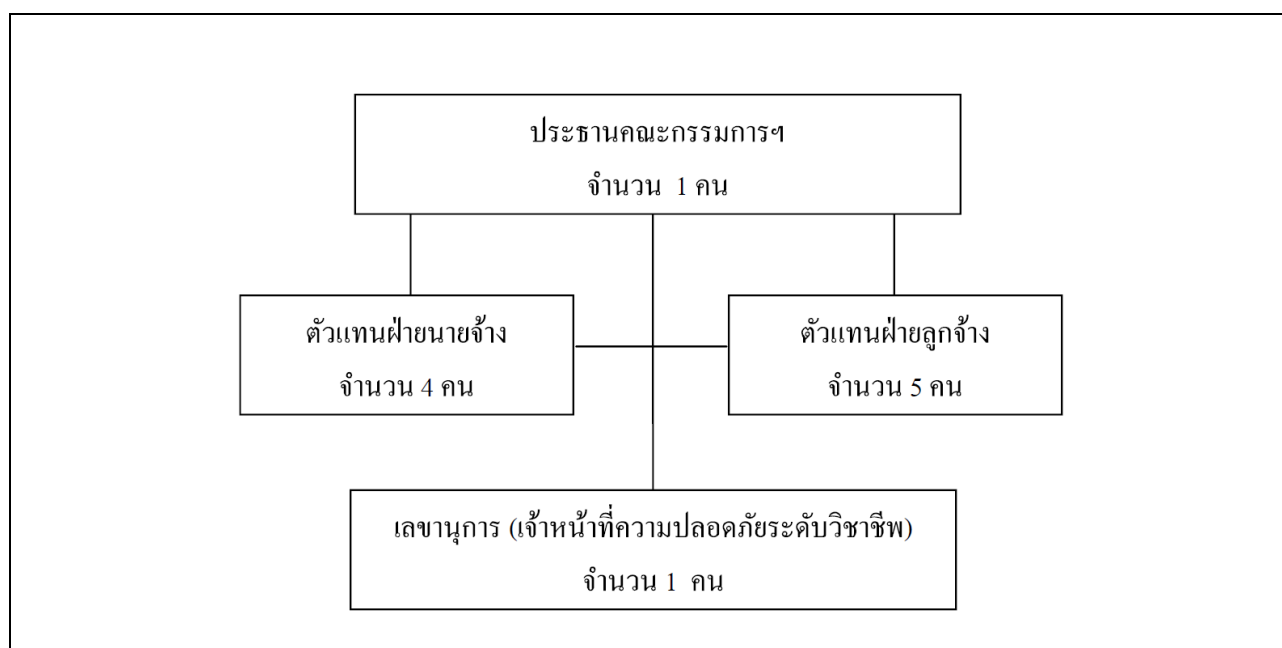 ประธานคณะกรรมการฯ
จำนวน 1 คน
ตัวแทนฝ่ายนายจ้าง
จำนวน 4 คน
ตัวแทนฝ่ายลูกจ้าง
จำนวน 5 คน
เลขานุการ (เจ้าหน้าที่ความปลอดภัยระดับวิชาชีพ)
จำนวน 1 คน